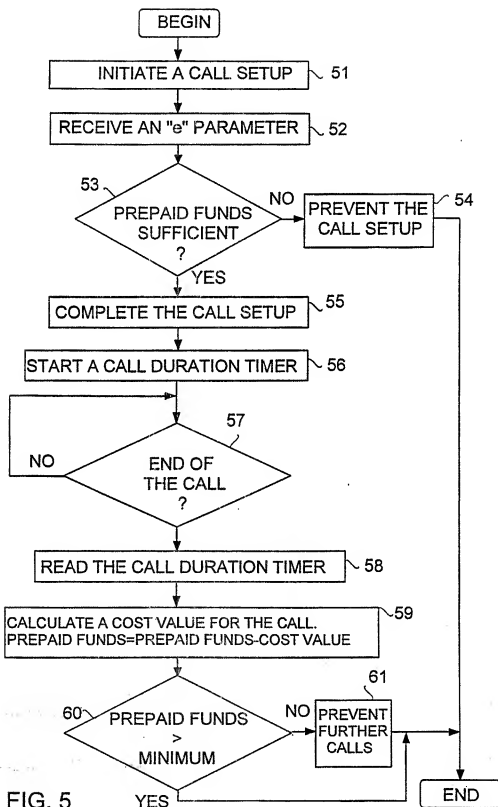 BEGIN
INITIATE A CALL SETUP
51
RECEIVE AN "e" PARAMETER
52
53
PREPAID FUNDS
SUFFICIENT
?
NO
PREVENT THE
CALL SETUP
54
YES
COMPLETE THE CALL SETUP
55
START A CALL DURATION TIMER
56
57
NO
END OF
THE CALL
?
READ THE CALL DURATION TIMER
58
CALCULATE A COST VALUE FOR THE CALL.
PREPAID FUNDS=PREPAID FUNDS-COST VALUE
59
60
PREPAID FUNDS
>
MINIMUM
NO
61
PREVENT
FURTHER
CALLS
YES
END
FIG. 5